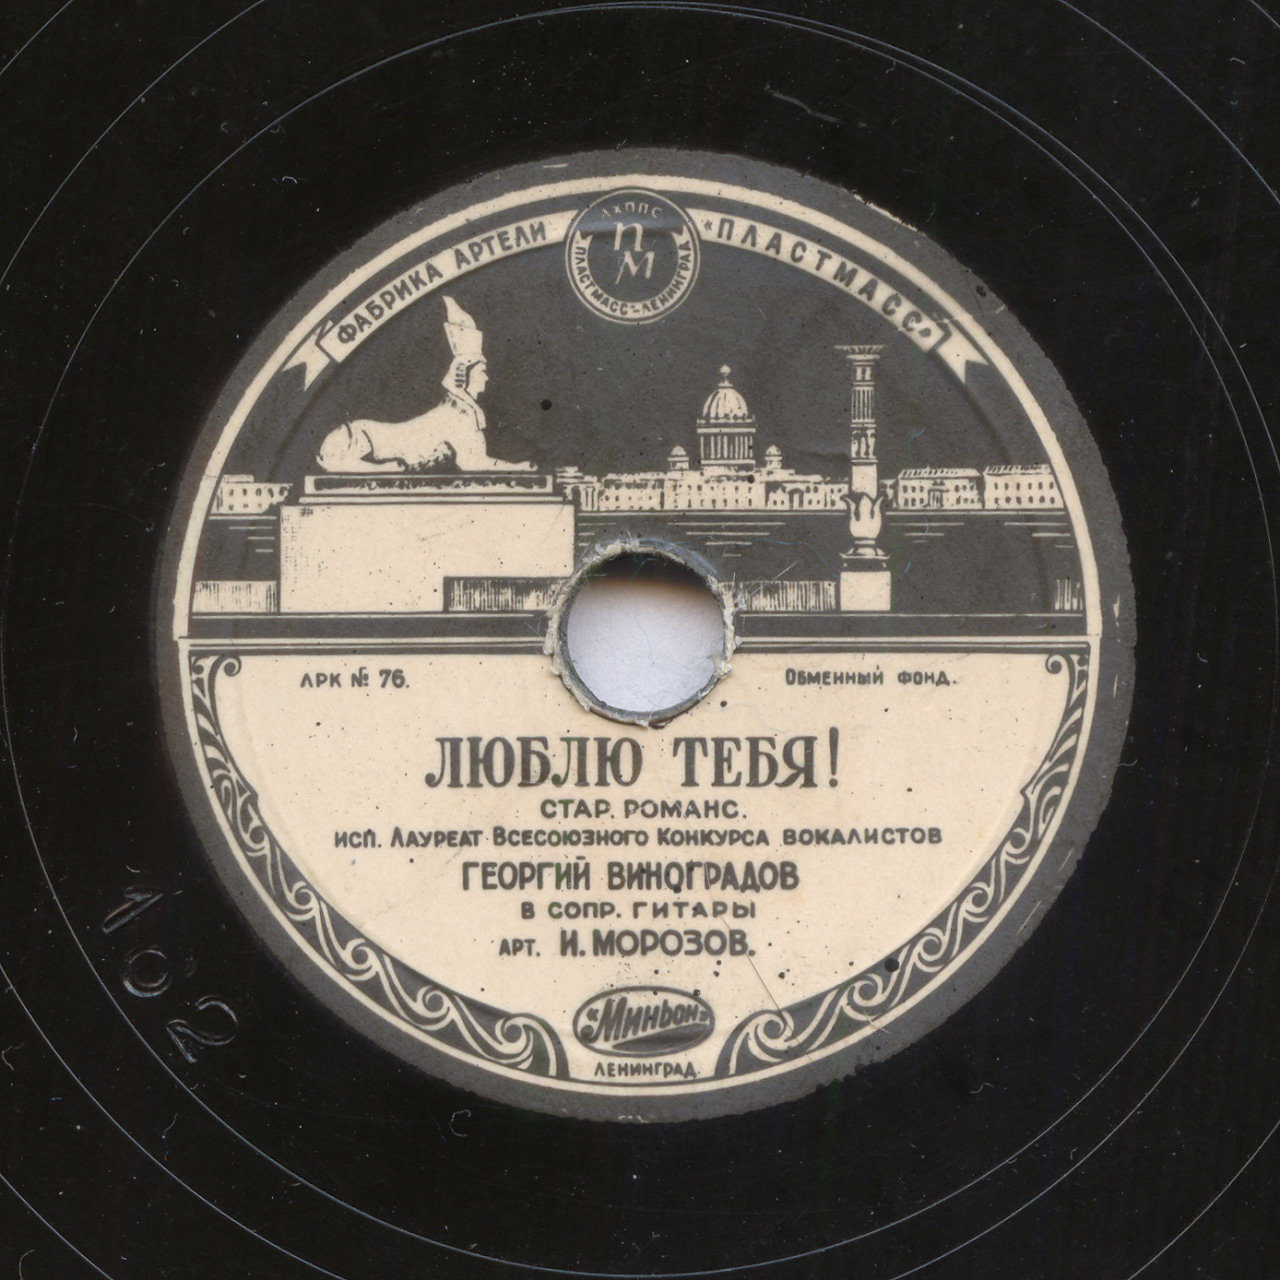 ФАБРИКА АРТЕЛИ «ПЛАСТМАСС»
ЛХППС
ПМ
"ПЛАСТМАСС"-ЛЕНИНГРАД
ЛРК № 76. Обменный фонд.
ЛЮБЛЮ ТЕБЯ!
СТАР. РОМАНС.
ИСП. ЛАУРЕАТ ВСЕСОЮЗНОГО КОНКУРСА ВОКАЛИСТОВ
ГЕОРГИЙ ВИНОГРАДОВ
В СОПР. ГИТАРЫ
АРТ. И. МОРОЗОВ.
«Миньон»
ЛЕНИНГРАД.
102